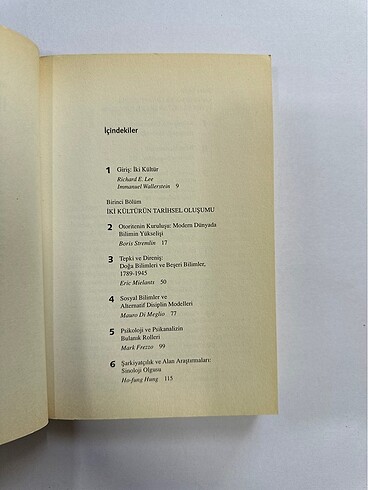 İçindekiler
1 Giriş: İki Kültür
Richard E. Lee
Immanuel Wallerstein 9
Birinci Bölüm
İKİ KÜLTÜRÜN TARİHSEL OLUŞUMU
2 Otoritenin Kuruluşu: Modern Dünyada
Bilimin Yükselişi
Boris Stremlin 17
3 Tepki ve Direniş:
Doğa Bilimleri ve Beşeri Bilimler,
1789-1945
Eric Mielants 50
4 Sosyal Bilimler ve
Alternatif Disiplin Modelleri
Mauro Di Meglio 77
5 Psikoloji ve Psikanalizin
Bulanık Rolleri
Mark Frezzo 99
6 Şarkiyatçılık ve Alan Araştırmaları:
Sinoloji Olgusu
Ho-fung Hung 115